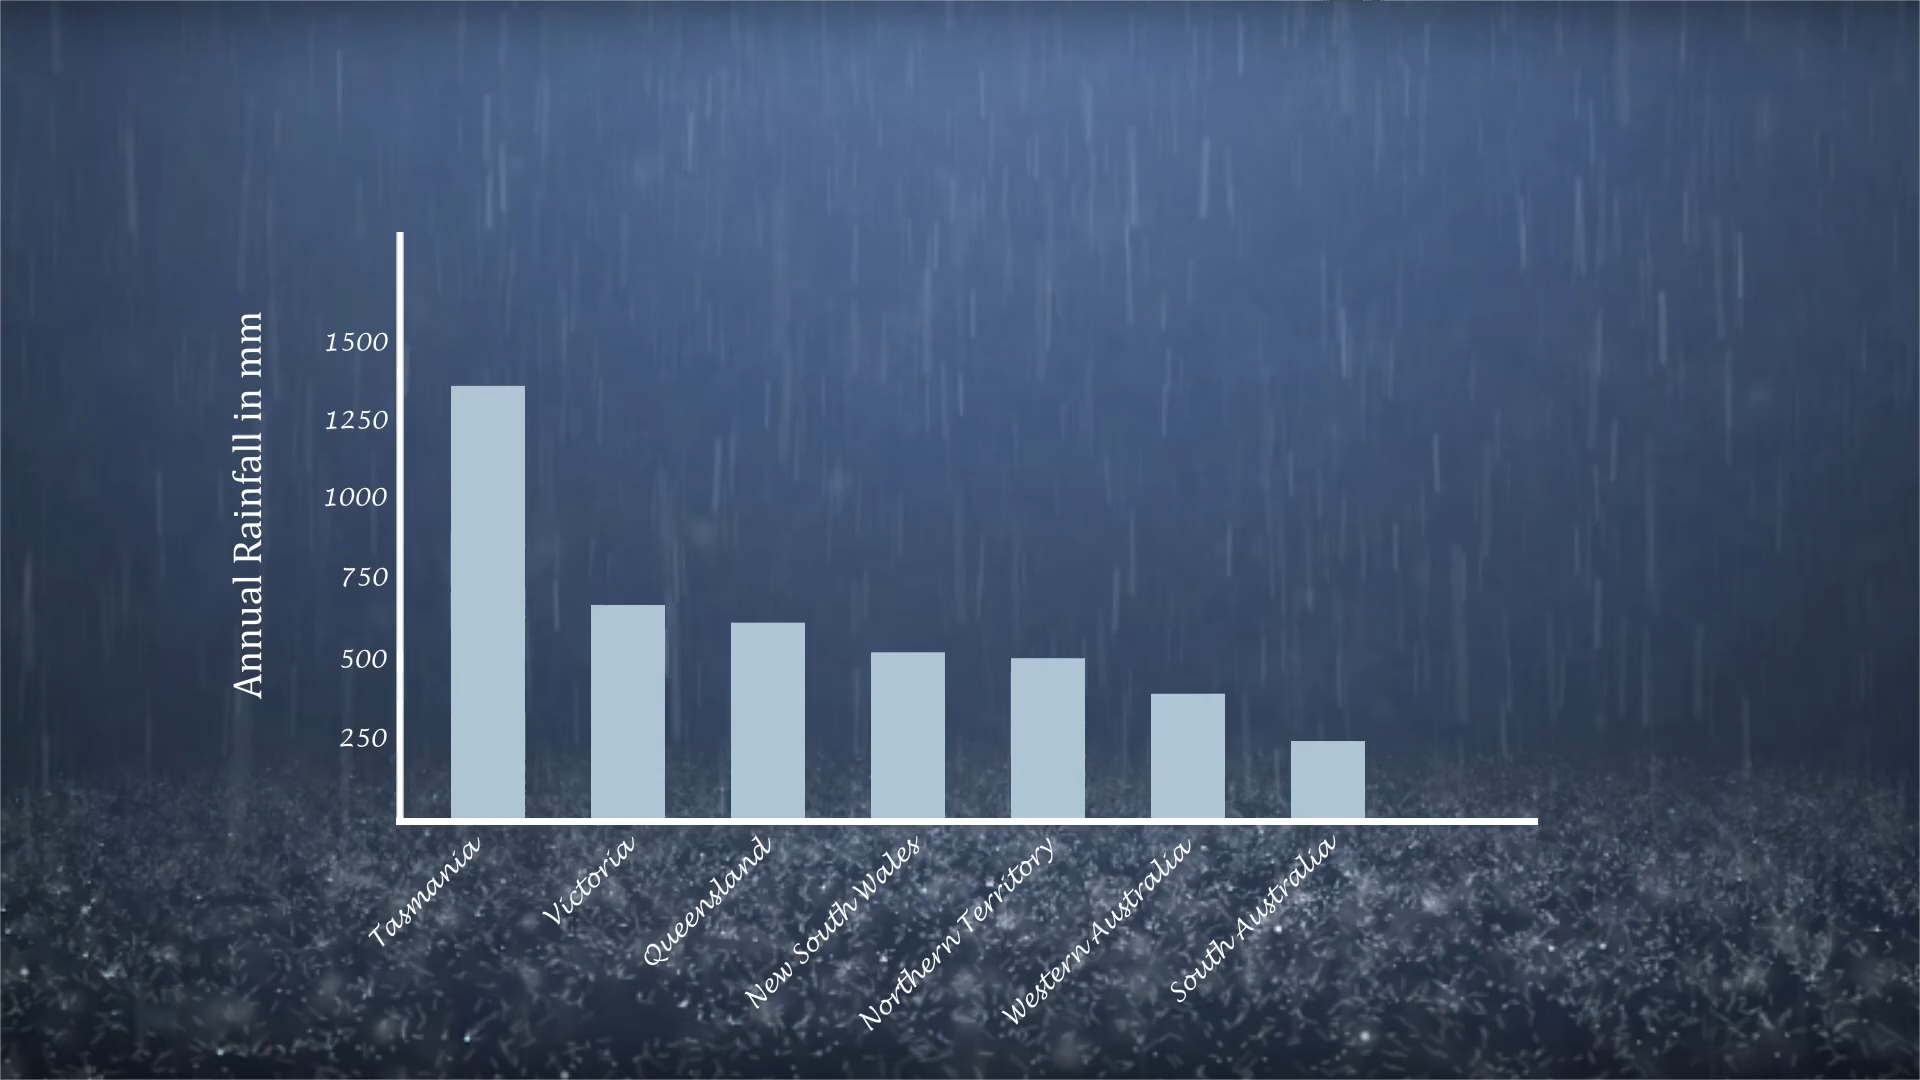 Annual Rainfall in mm
1500
1250
1000
750
500
250
Tasmania
Victoria
Queensland
New South Wales
Northern Territory
Western Australia
South Australia